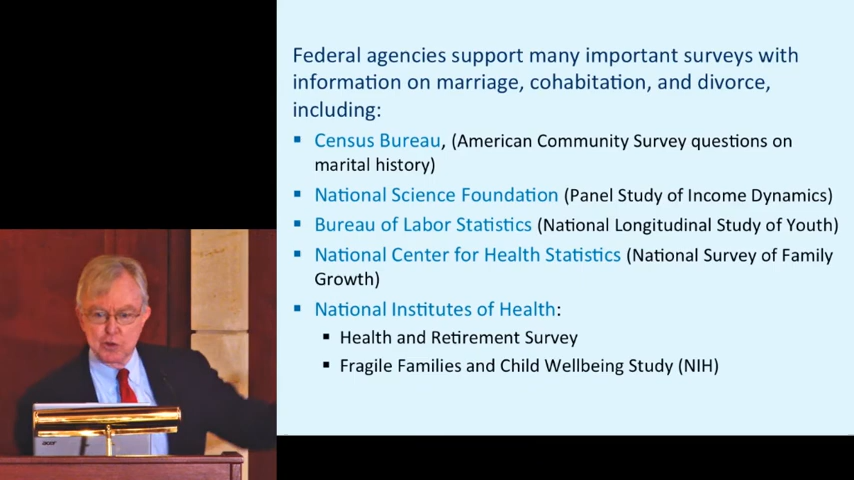 Federal agencies support many important surveys with
information on marriage, cohabitation, and divorce,
including:
▪ Census Bureau, (American Community Survey questions on
marital history)
▪ National Science Foundation (Panel Study of Income Dynamics)
▪ Bureau of Labor Statistics (National Longitudinal Study of Youth)
▪ National Center for Health Statistics (National Survey of Family
Growth)
▪ National Institutes of Health:
▪ Health and Retirement Survey
▪ Fragile Families and Child Wellbeing Study (NIH)
acer